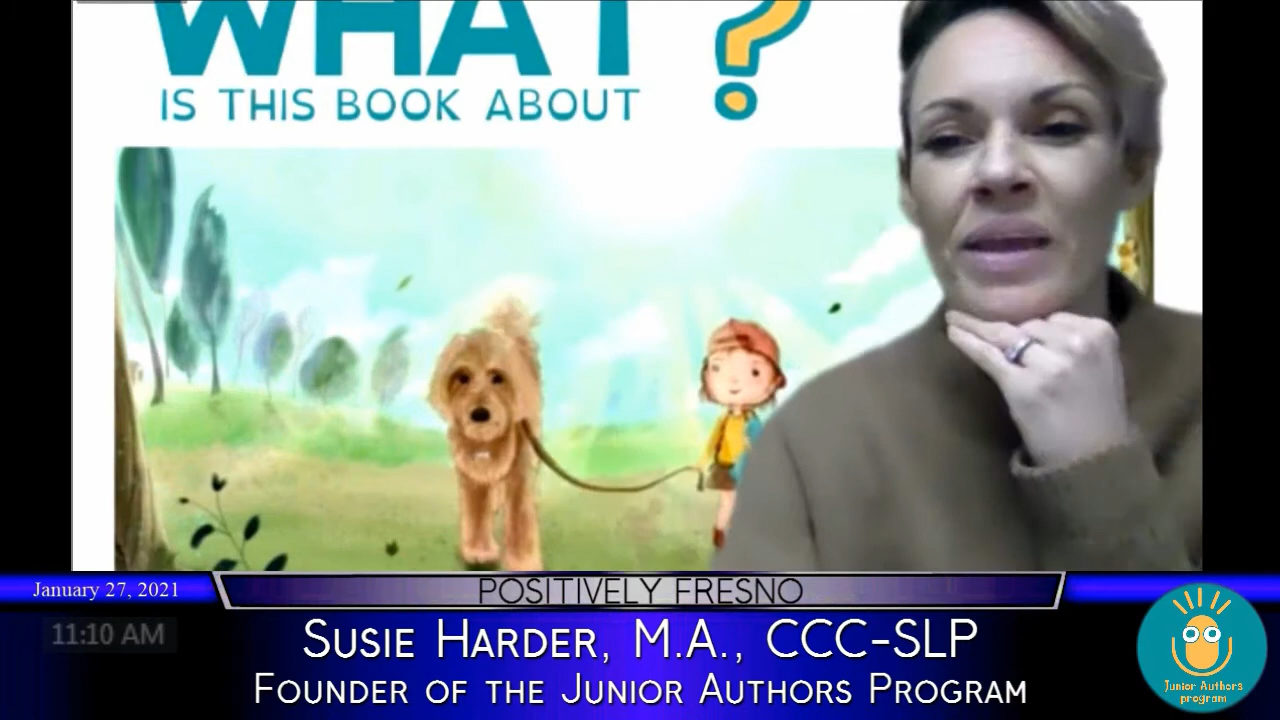 WHAT?
IS THIS BOOK ABOUT
January 27, 2021
POSITIVELY FRESNO
11:10 AM
SUSIE HARDER, M.A., CCC-SLP
FOUNDER OF THE JUNIOR AUTHORS PROGRAM
Junior Authors
program